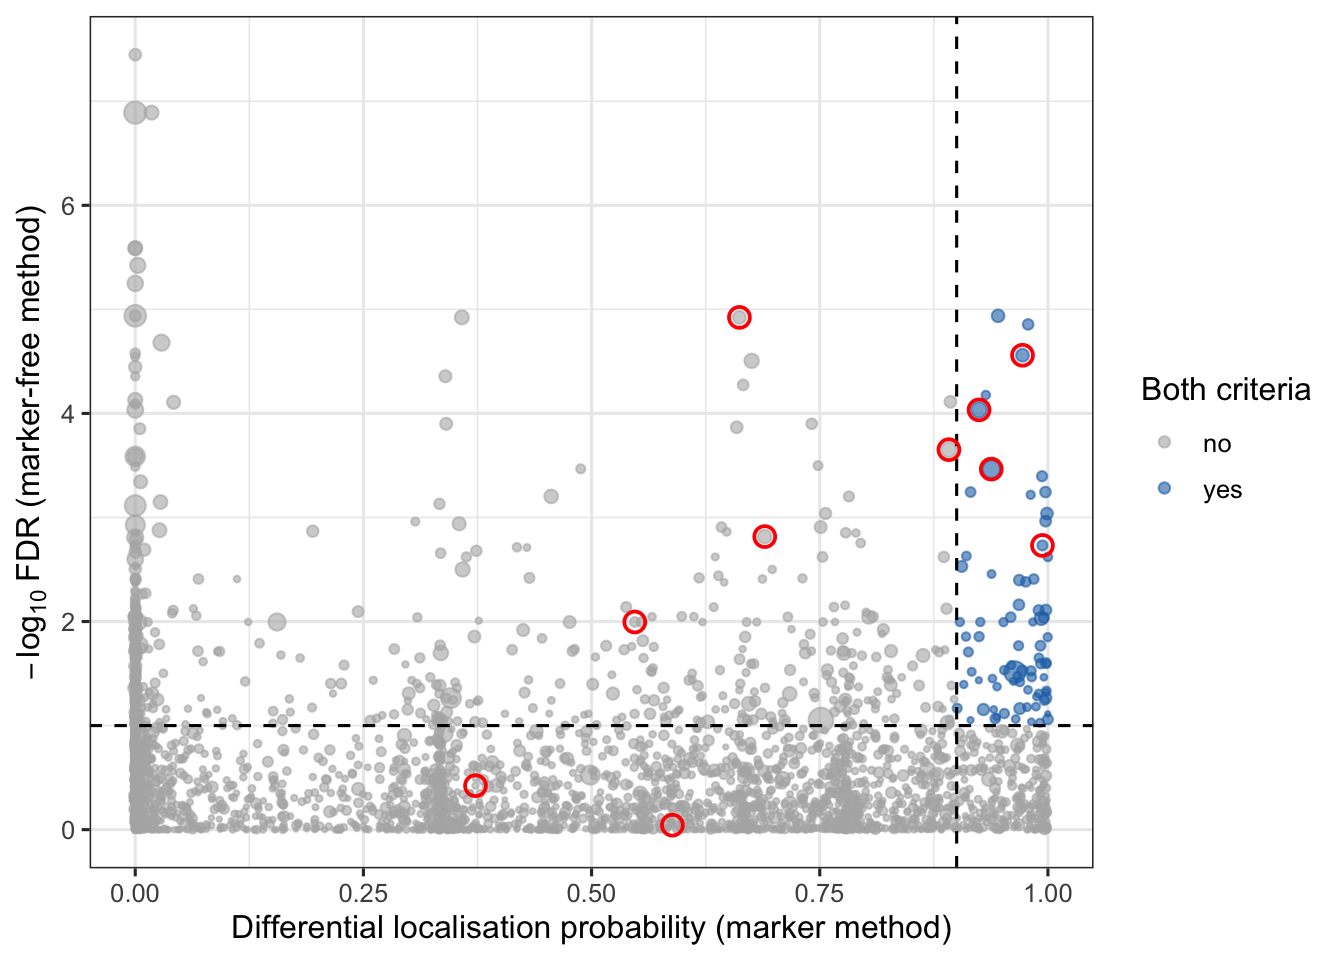 −log10 FDR (marker-free method)
6
4
2
0
0.00 0.25 0.50 0.75 1.00
Differential localisation probability (marker method)
Both criteria
no
yes